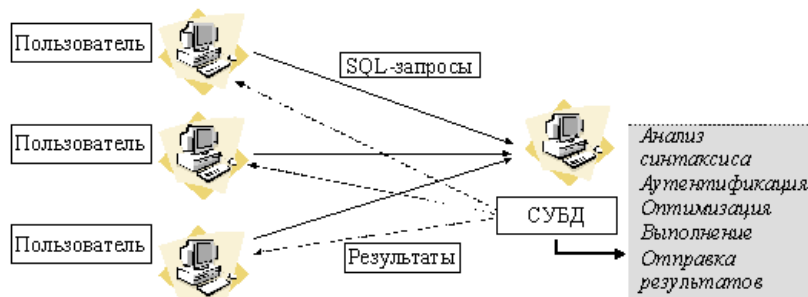 Пользователь
SQL-запросы
Пользователь
Пользователь
СУБД
Результаты
Анализ
синтаксиса
Аутентификация
Оптимизация
Выполнение
Отправка
результатов